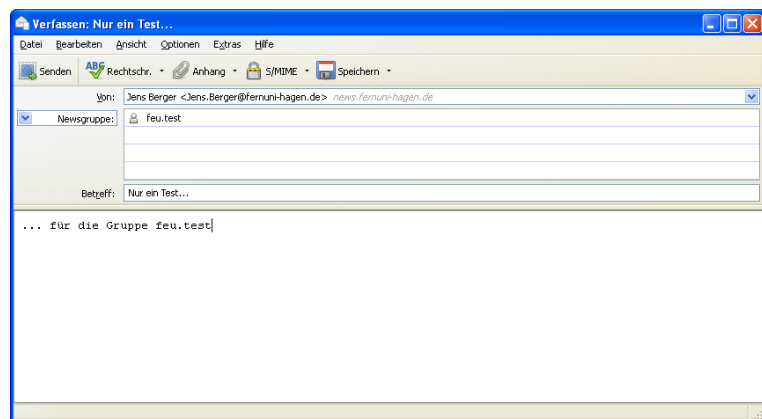 Verfassen: Nur ein Test...
Datei Bearbeiten Ansicht Optionen Extras Hilfe
Senden ABC Rechtschr. Anhang S/MIME Speichern
Von: Jens Berger <Jens.Berger@fernuni-hagen.de> news.fernuni-hagen.de
Newsgruppe: feu.test
Betreff: Nur ein Test...
... für die Gruppe feu.test